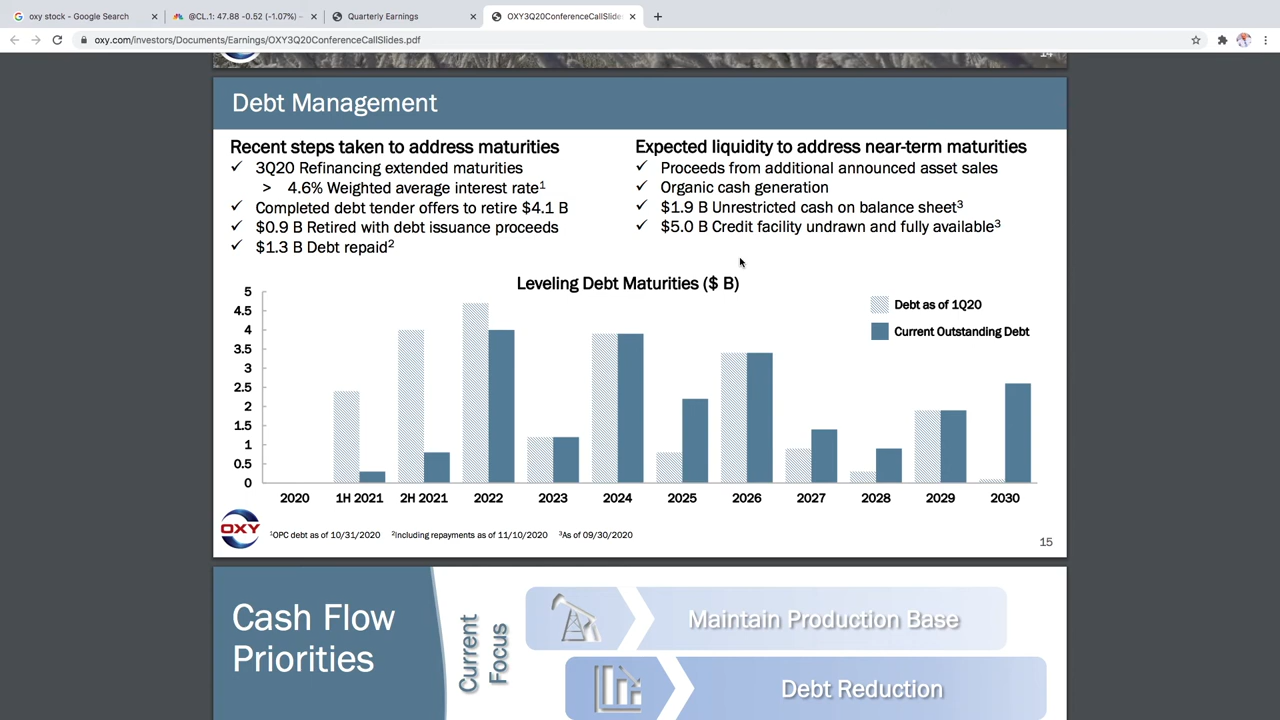 oxy stock - Google Search
@CL.1: 47.88 -0.52 (-1.07%) -
Quarterly Earnings
OXY3Q20ConferenceCallSlides
oxy.com/investors/Documents/Earnings/OXY3Q20ConferenceCallSlides.pdf
14
Debt Management
Recent steps taken to address maturities
✓ 3Q20 Refinancing extended maturities
> 4.6% Weighted average interest rate¹
✓ Completed debt tender offers to retire $4.1 B
✓ $0.9 B Retired with debt issuance proceeds
✓ $1.3 B Debt repaid²
Expected liquidity to address near-term maturities
✓ Proceeds from additional announced asset sales
✓ Organic cash generation
✓ $1.9 B Unrestricted cash on balance sheet³
✓ $5.0 B Credit facility undrawn and fully available³
Leveling Debt Maturities ($ B)
Debt as of 1Q20
Current Outstanding Debt
5
4.5
4
3.5
3
2.5
2
1.5
1
0.5
0
2020 1H 2021 2H 2021 2022 2023 2024 2025 2026 2027 2028 2029 2030
OXY
¹OPC debt as of 10/31/2020 ²Including repayments as of 11/10/2020 ³As of 09/30/2020
15
Cash Flow
Priorities
Current
Focus
Maintain Production Base
Debt Reduction